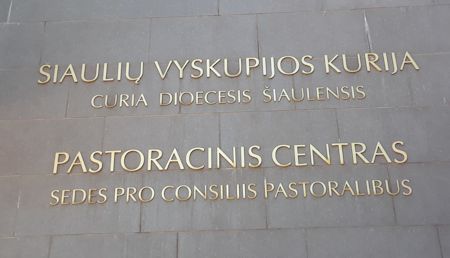 ŠIAULIŲ VYSKUPIJOS KURIJA
CURIA DIOECESIS ŠIAULENSIS
PASTORACINIS CENTRAS
SEDES PRO CONSILIIS PASTORALIBUS